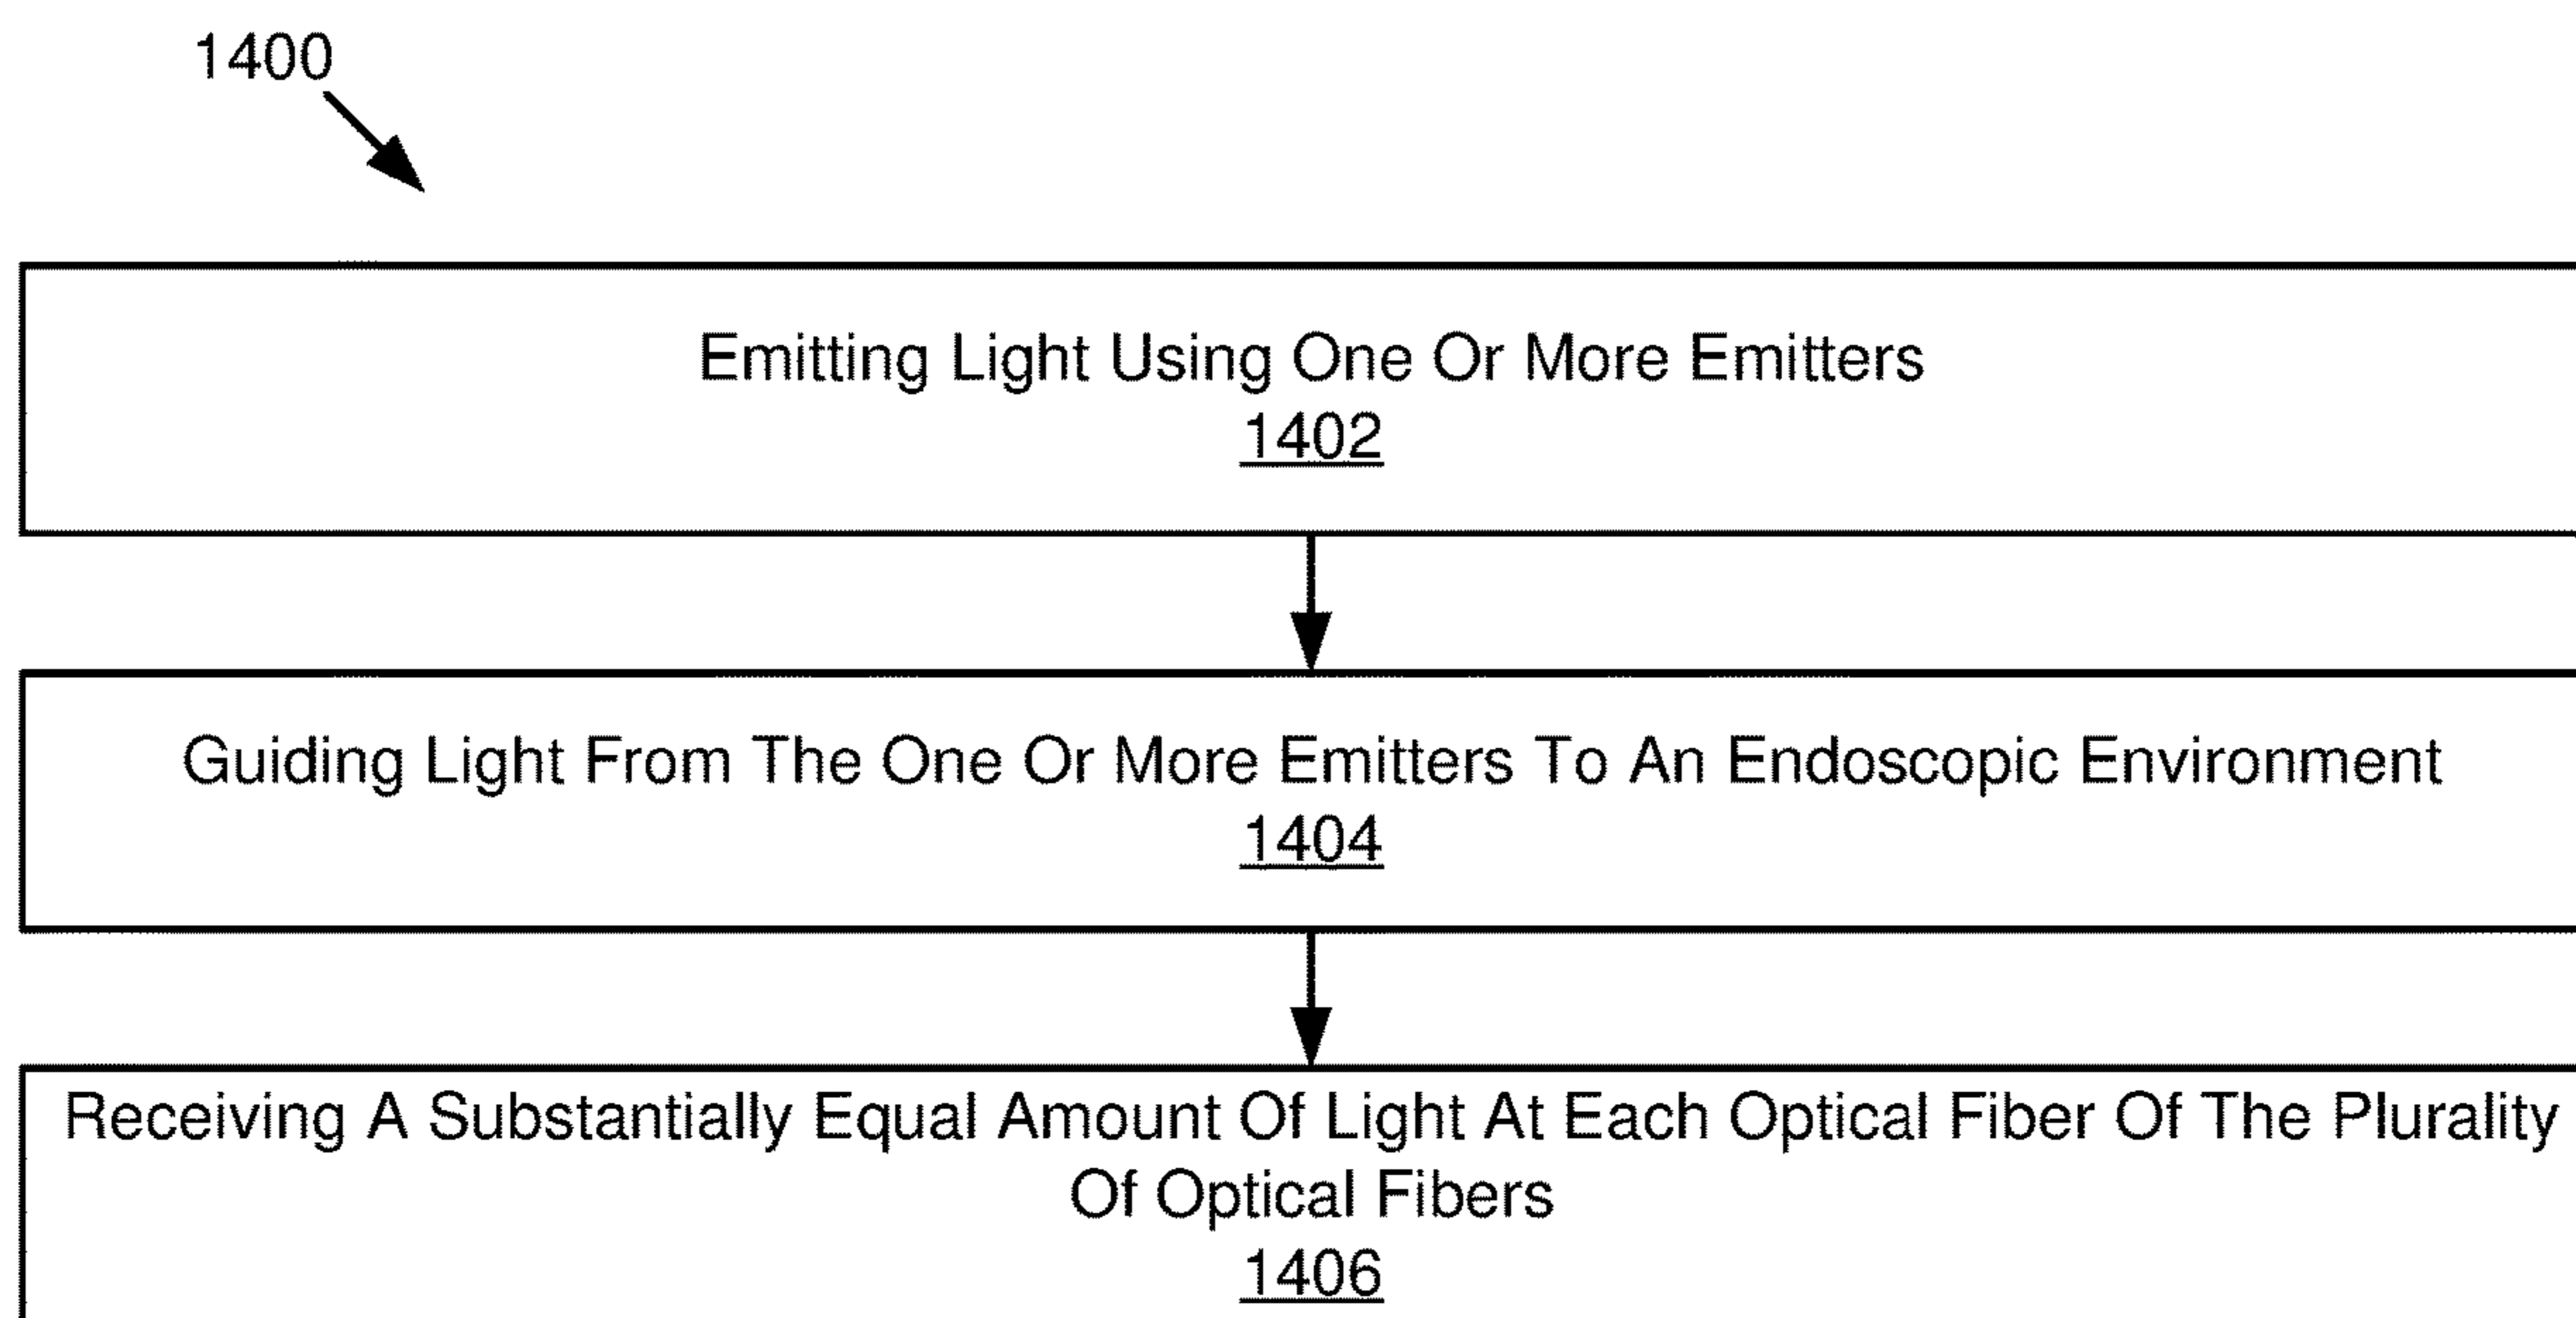 1400
Emitting Light Using One Or More Emitters
1402
Guiding Light From The One Or More Emitters To An Endoscopic Environment
1404
Receiving A Substantially Equal Amount Of Light At Each Optical Fiber Of The Plurality
Of Optical Fibers
1406